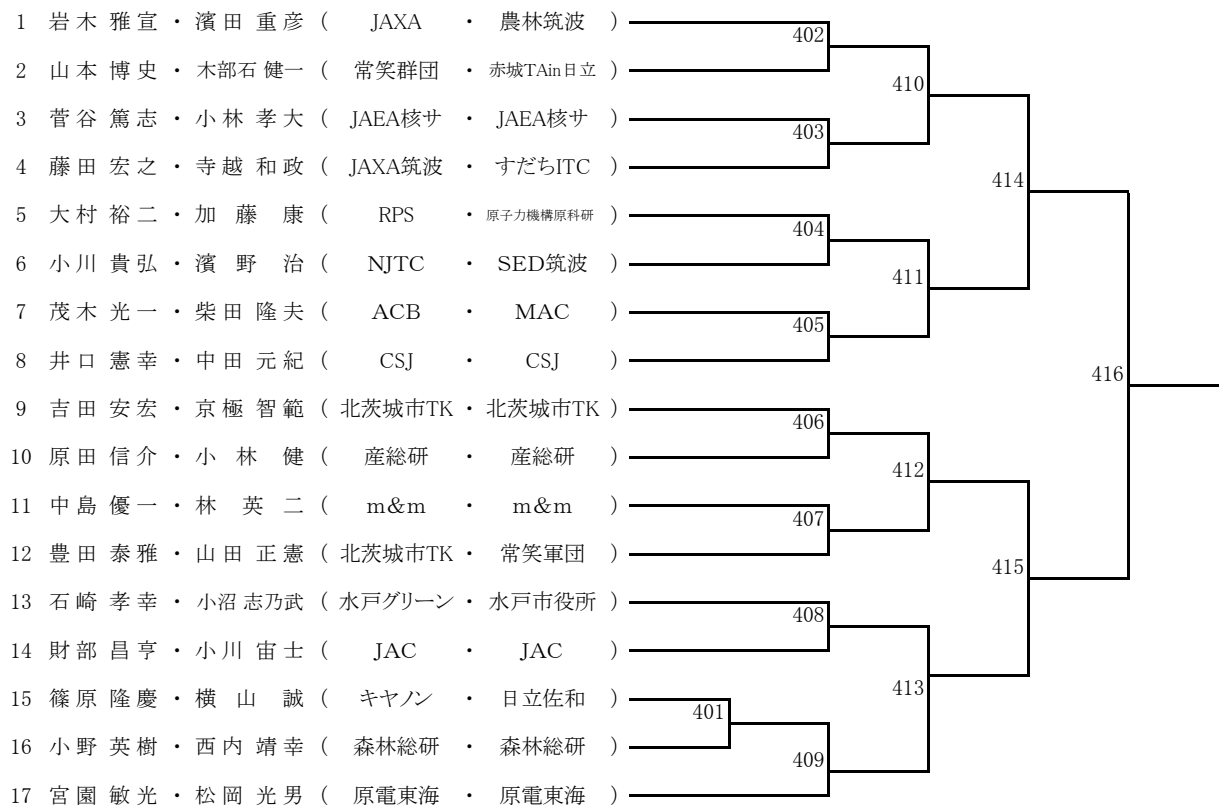 1 岩木 雅宣 ・ 濱田 重彦 ( JAXA ・ 農林筑波 )
402
2 山本 博史 ・ 木部石 健一 ( 常笑群団 ・ 赤城TAin日立 )
410
3 菅谷 篤志 ・ 小林 孝大 ( JAEA核サ ・ JAEA核サ )
403
4 藤田 宏之 ・ 寺越 和政 ( JAXA筑波 ・ すだちITC )
414
5 大村 裕二 ・ 加藤 康 ( RPS ・ 原子力機構原科研 )
404
6 小川 貴弘 ・ 濱野 治 ( NJTC ・ SED筑波 )
411
7 茂木 光一 ・ 柴田 隆夫 ( ACB ・ MAC )
405
8 井口 憲幸 ・ 中田 元紀 ( CSJ ・ CSJ )
416
9 吉田 安宏 ・ 京極 智範 ( 北茨城市TK ・ 北茨城市TK )
406
10 原田 信介 ・ 小林 健 ( 産総研 ・ 産総研 )
412
11 中島 優一 ・ 林 英二 ( m&m ・ m&m )
407
12 豊田 泰雅 ・ 山田 正憲 ( 北茨城市TK ・ 常笑軍団 )
415
13 石崎 孝幸 ・ 小沼 志乃武 ( 水戸グリーン ・ 水戸市役所 )
408
14 財部 昌亨 ・ 小川 宙士 ( JAC ・ JAC )
413
15 篠原 隆慶 ・ 横山 誠 ( キヤノン ・ 日立佐和 )
401
16 小野 英樹 ・ 西内 靖幸 ( 森林総研 ・ 森林総研 )
409
17 宮園 敏光 ・ 松岡 光男 ( 原電東海 ・ 原電東海 )